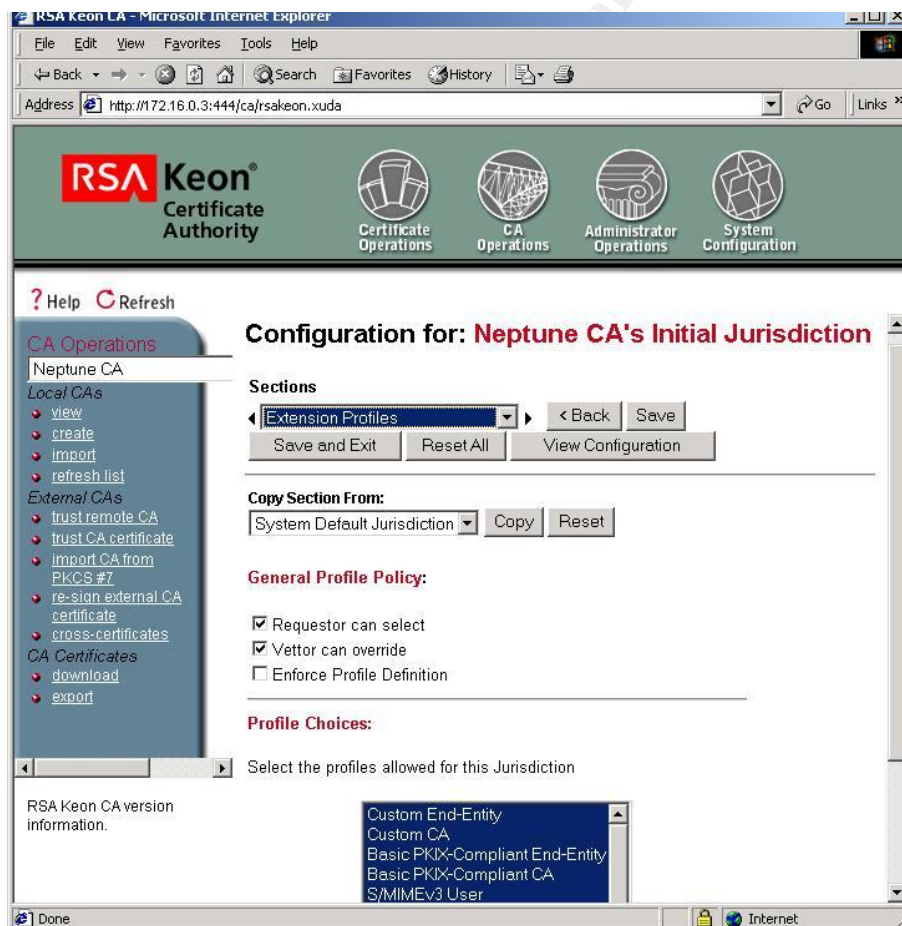 RSA Keon CA - Microsoft Internet Explorer
File Edit View Favorites Tools Help
Back Search Favorites History
Address http://172.16.0.3:444/ca/rsakeon.xuda Go Links »
RSA Keon®
Certificate
Authority
Certificate
Operations
CA
Operations
Administrator
Operations
System
Configuration
? Help Refresh
CA Operations
Neptune CA
Local CAs
view
create
import
refresh list
External CAs
trust remote CA
trust CA certificate
import CA from
PKCS #7
re-sign external CA
certificate
cross-certificates
CA Certificates
download
export
RSA Keon CA version
information.
Configuration for: Neptune CA's Initial Jurisdiction
Sections
Extension Profiles < Back Save
Save and Exit Reset All View Configuration
Copy Section From:
System Default Jurisdiction Copy Reset
General Profile Policy:
Requestor can select
Vettor can override
Enforce Profile Definition
Profile Choices:
Select the profiles allowed for this Jurisdiction
Custom End-Entity
Custom CA
Basic PKIX-Compliant End-Entity
Basic PKIX-Compliant CA
S/MIMEv3 User
Done Internet